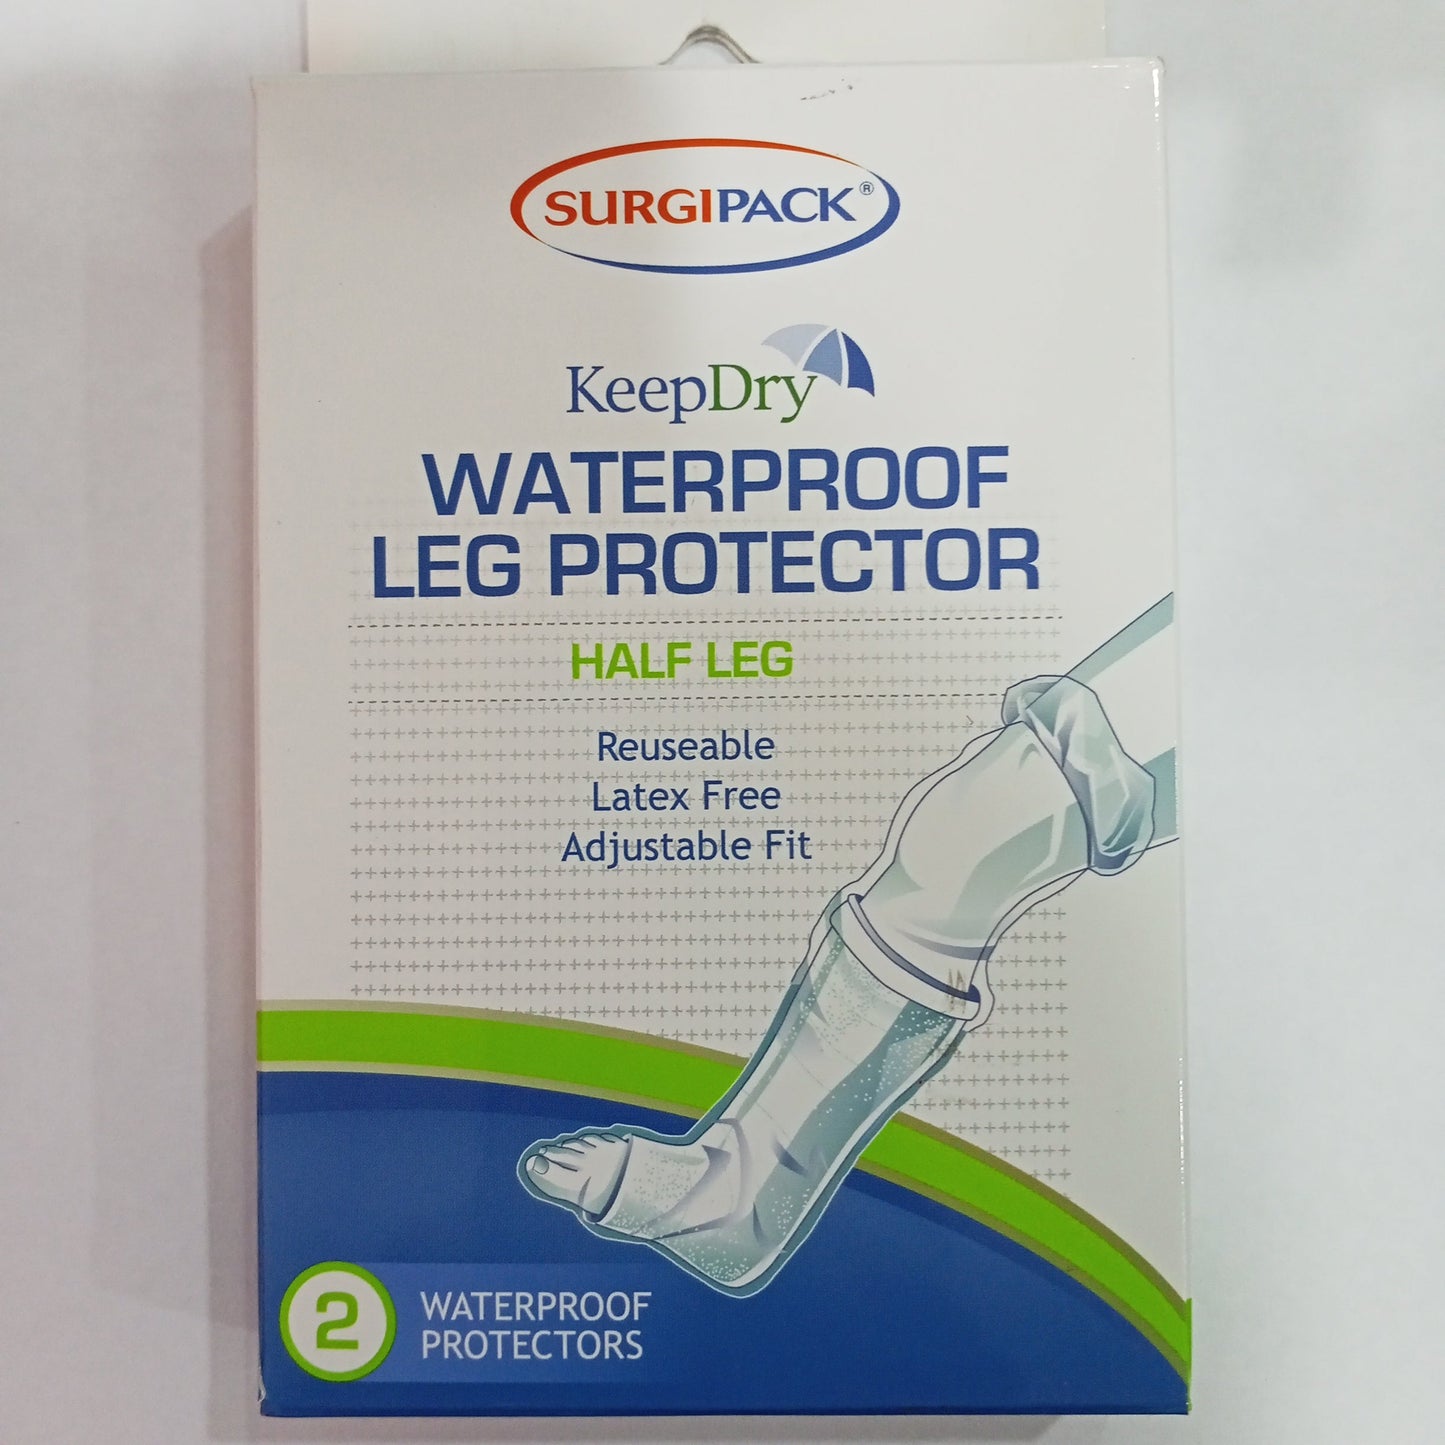 SURGIPACK®
KeepDry
WATERPROOF
LEG PROTECTOR
HALF LEG
Reuseable
Latex Free
Adjustable Fit
2
WATERPROOF
PROTECTORS